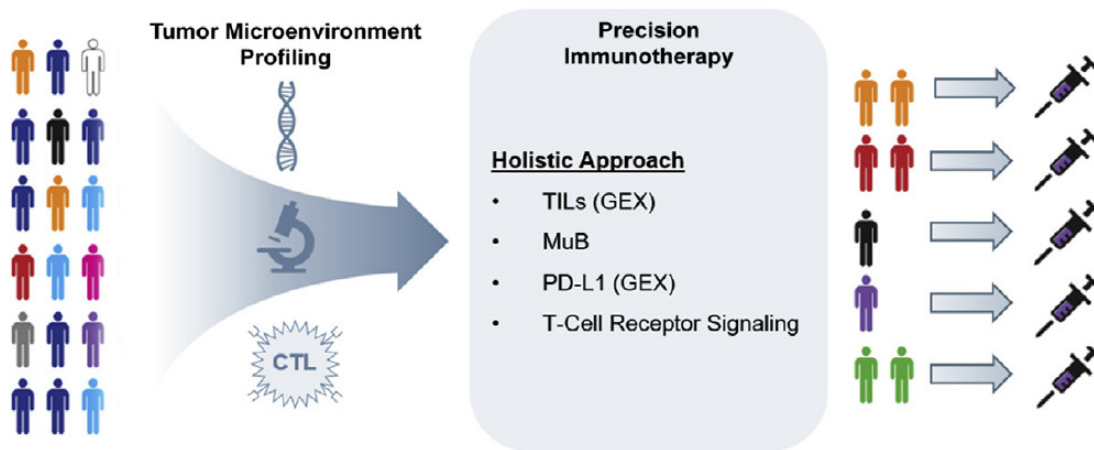 Tumor Microenvironment
Profiling
CTL
Precision
Immunotherapy
Holistic Approach
• TILs (GEX)
• MuB
• PD-L1 (GEX)
• T-Cell Receptor Signaling